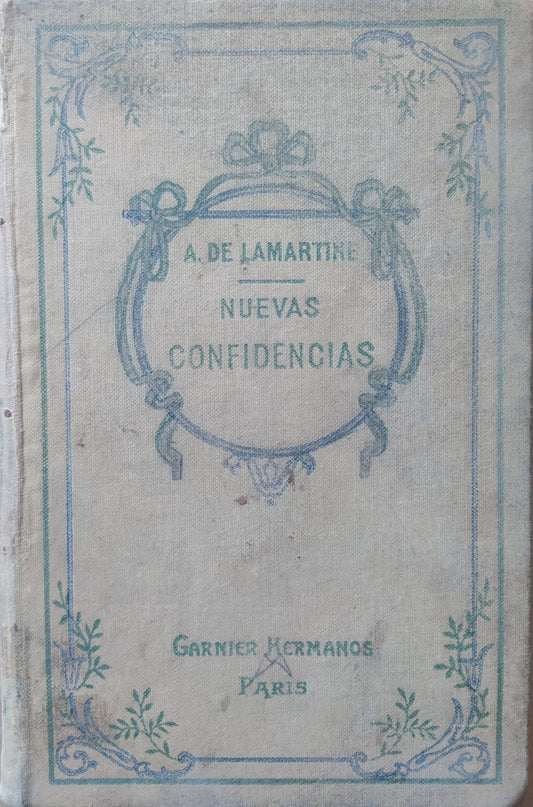 A. DE LAMARTINE
NUEVAS
CONFIDENCIAS
GARNIER HERMANOS
PARIS